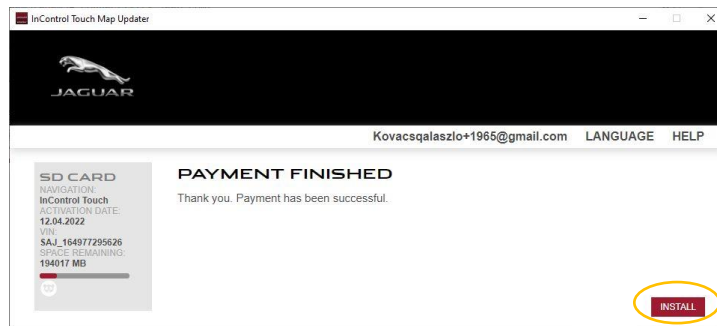 InControl Touch Map Updater
JAGUAR
Kovacsqalaszlo+1965@gmail.com LANGUAGE HELP
SD CARD
NAVIGATION:
InControl Touch
ACTIVATION DATE:
12.04.2022
VIN:
SAJ_164977295626
SPACE REMAINING:
194017 MB
PAYMENT FINISHED
Thank you. Payment has been successful.
INSTALL